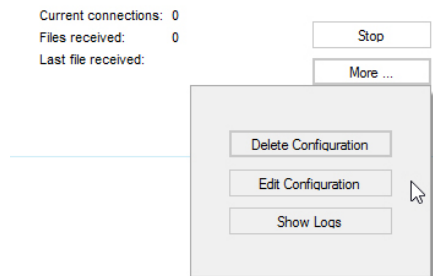 Current connections: 0
Files received: 0
Stop
Last file received:
More ...
Delete Configuration
Edit Configuration
Show Logs